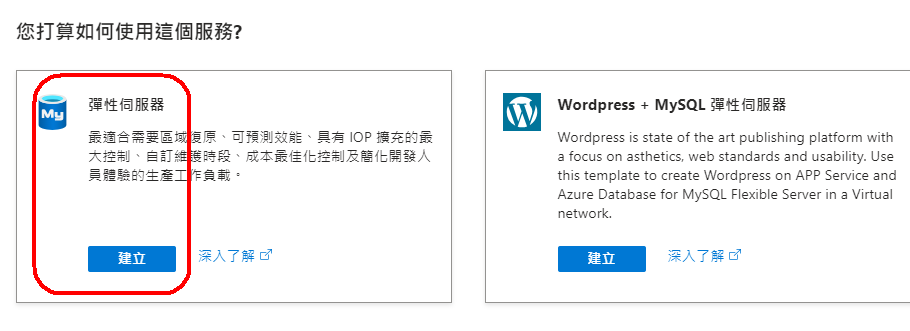 您打算如何使用這個服務?
My
彈性伺服器
最適合需要區域復原、可預測效能、具有 IOP 擴充的最
大控制、自訂維護時段、成本最佳化控制及簡化開發人
員體驗的生產工作負載。
建立 深入了解
Wordpress + MySQL 彈性伺服器
Wordpress is state of the art publishing platform with
a focus on asthetics, web standards and usability. Use
this template to create Wordpress on APP Service and
Azure Database for MySQL Flexible Server in a Virtual
network.
建立 深入了解